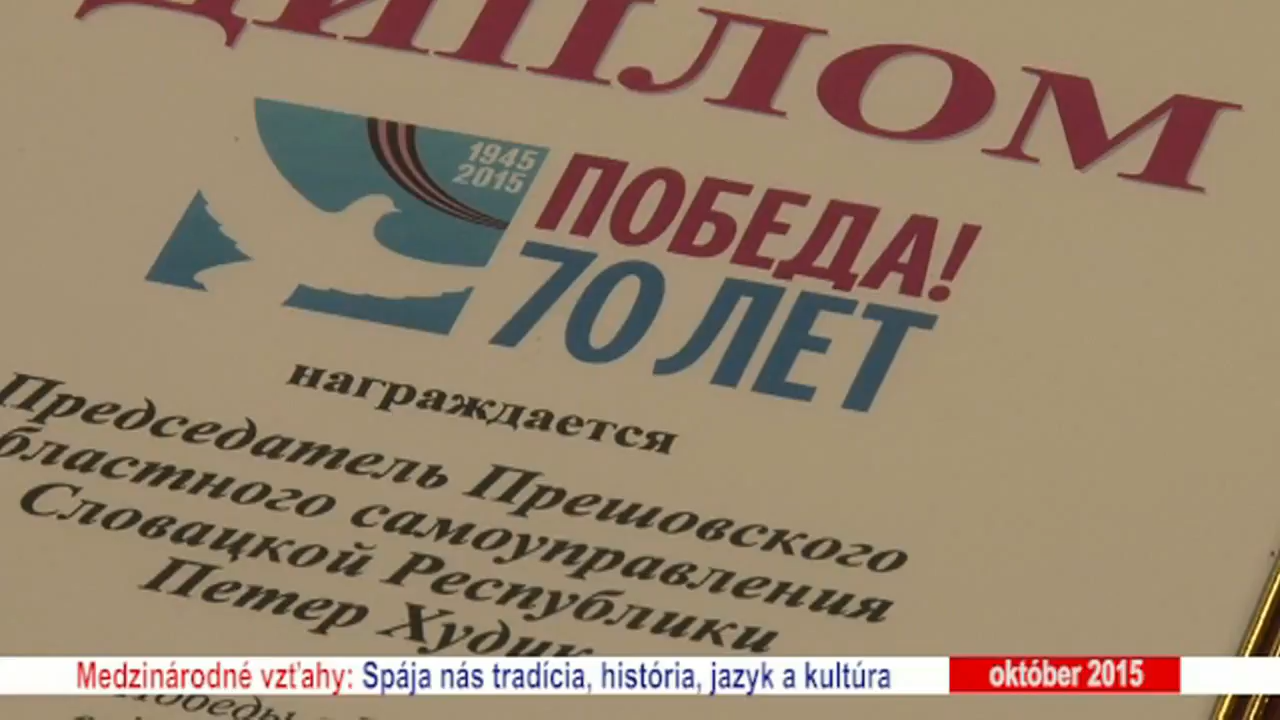 ДИПЛОМ
1945
2015
ПОБЕДА!
70 ЛЕТ
награждается
Председатель Прешовского
бластного самоуправления
Словацкой Республики
Петер Худик
Medzinárodné vzťahy: Spája nás tradícia, história, jazyk a kultúra
október 2015
Победы